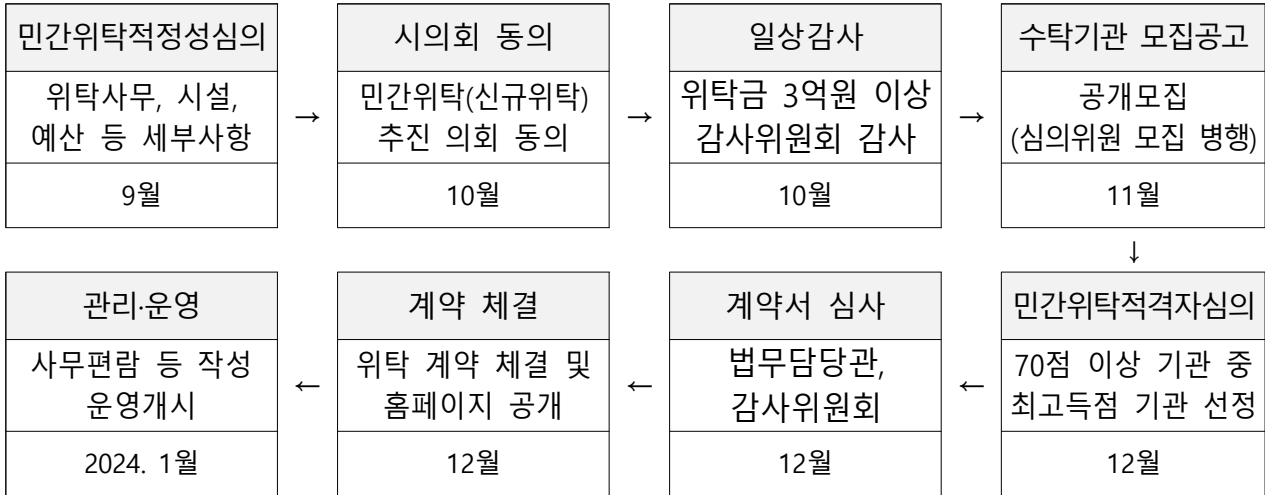 민간위탁적정성심의
위탁사무, 시설,
예산 등 세부사항
9월
→
시의회 동의
민간위탁(신규위탁)
추진 의회 동의
10월
→
일상감사
위탁금 3억원 이상
감사위원회 감사
10월
→
수탁기관 모집공고
공개모집
(심의위원 모집 병행)
11월
↓
민간위탁적격자심의
70점 이상 기관 중
최고득점 기관 선정
12월
←
계약서 심사
법무담당관,
감사위원회
12월
←
계약 체결
위탁 계약 체결 및
홈페이지 공개
12월
←
관리·운영
사무편람 등 작성
운영개시
2024. 1월